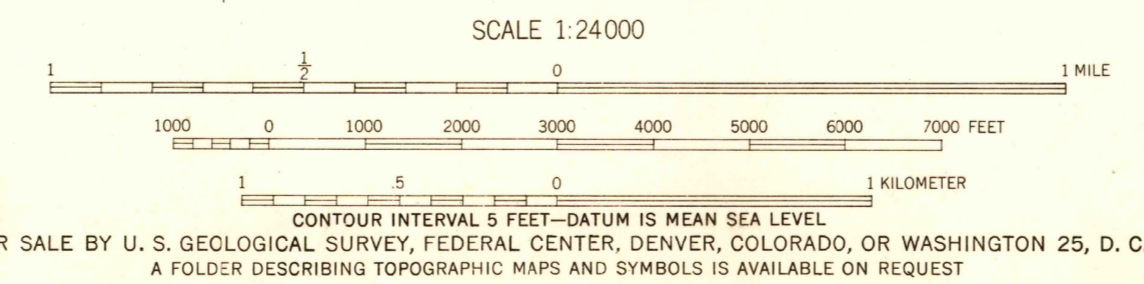 SCALE 1:24000
1 1/2 0 1 MILE
1000 0 1000 2000 3000 4000 5000 6000 7000 FEET
1 .5 0 1 KILOMETER
CONTOUR INTERVAL 5 FEET—DATUM IS MEAN SEA LEVEL
R SALE BY U. S. GEOLOGICAL SURVEY, FEDERAL CENTER, DENVER, COLORADO, OR WASHINGTON 25, D. C
A FOLDER DESCRIBING TOPOGRAPHIC MAPS AND SYMBOLS IS AVAILABLE ON REQUEST